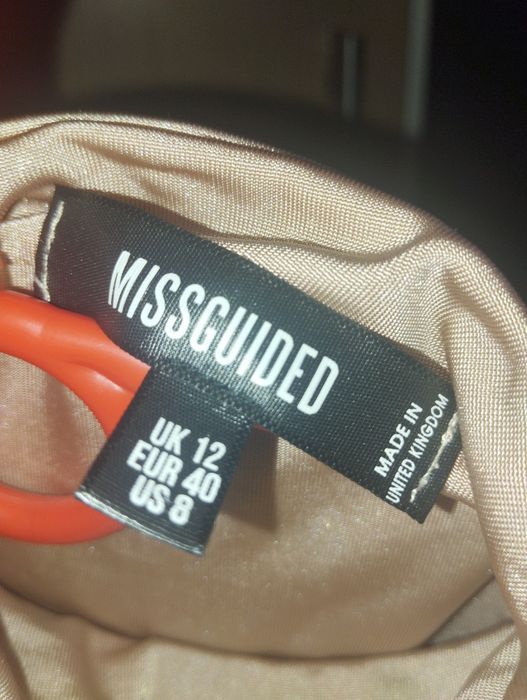 MISSGUIDED
MADE IN
UNITED KINGDOM
UK 12
EUR 40
US 8